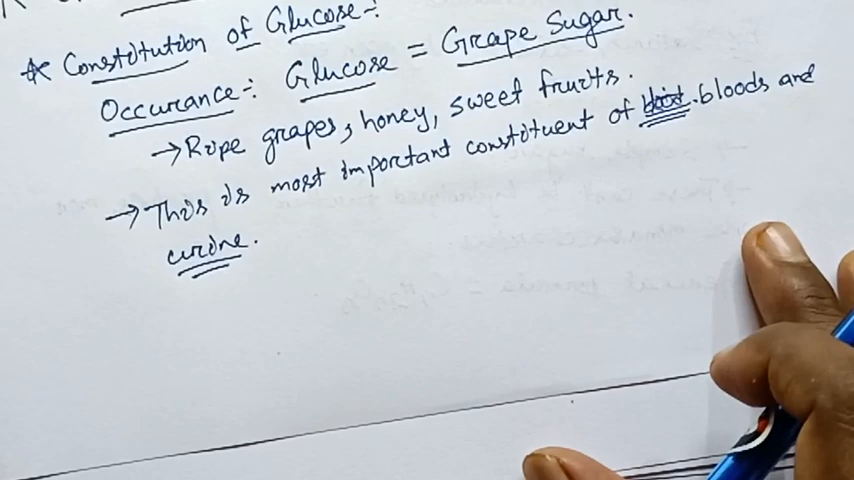 * Constitution of Glucose -:
Occurance -: Glucose = Grape Sugar.
→ Ripe grapes, honey, sweet fruits.
→ This is most important constituent of bloods and
urine.